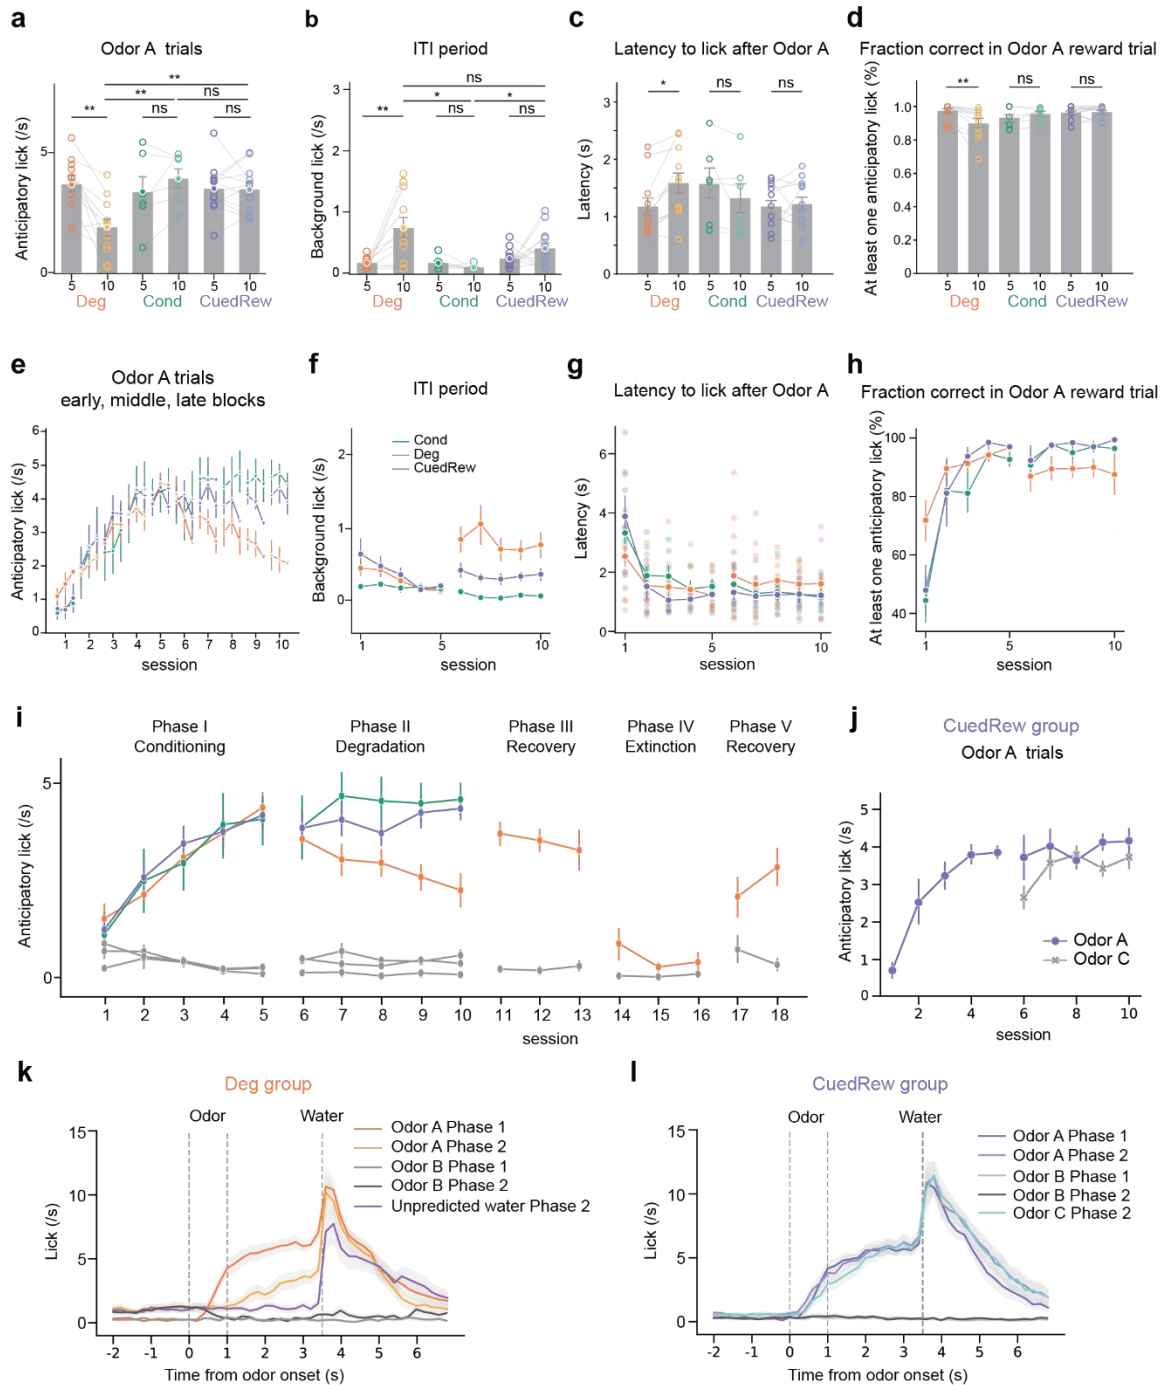 a
Odor A trials
Anticipatory lick (/s)
5
0
**
**
**
ns
ns
ns
5 10 5 10 5 10
Deg Cond CuedRew
b
ITI period
Background lick (/s)
3
2
1
0
ns
* *
** ns ns
5 10 5 10 5 10
Deg Cond CuedRew
c
Latency to lick after Odor A
Latency (s)
3
2
1
0
* ns ns
5 10 5 10 5 10
Deg Cond CuedRew
d
Fraction correct in Odor A reward trial
At least one anticipatory lick (%)
1.0
0.8
0.6
0.4
0.2
0
** ns ns
5 10 5 10 5 10
Deg Cond CuedRew
e
Odor A trials
early, middle, late blocks
Anticipatory lick (/s)
6
5
4
3
2
1
0
1 2 3 4 5 6 7 8 9 10
session
f
ITI period
Background lick (/s)
2
1
0
Cond
Deg
CuedRew
1 5 10
session
g
Latency to lick after Odor A
Latency (s)
6
4
2
0
1 5 10
session
h
Fraction correct in Odor A reward trial
At least one anticipatory lick (%)
100
80
60
40
1 5 10
session
i
Phase I
Conditioning
Phase II
Degradation
Phase III
Recovery
Phase IV
Extinction
Phase V
Recovery
Anticipatory lick (/s)
5
0
1 2 3 4 5 6 7 8 9 10 11 12 13 14 15 16 17 18
session
j
CuedRew group
Odor A trials
Anticipatory lick (/s)
5
4
3
2
1
0
Odor A
Odor C
2 4 6 8 10
session
k
Deg group
Odor Water
Lick (/s)
15
10
5
0
Odor A Phase 1
Odor A Phase 2
Odor B Phase 1
Odor B Phase 2
Unpredicted water Phase 2
-2 -1 0 1 2 3 4 5 6
Time from odor onset (s)
l
CuedRew group
Odor Water
Lick (/s)
15
10
5
0
Odor A Phase 1
Odor A Phase 2
Odor B Phase 1
Odor B Phase 2
Odor C Phase 2
-2 -1 0 1 2 3 4 5 6
Time from odor onset (s)